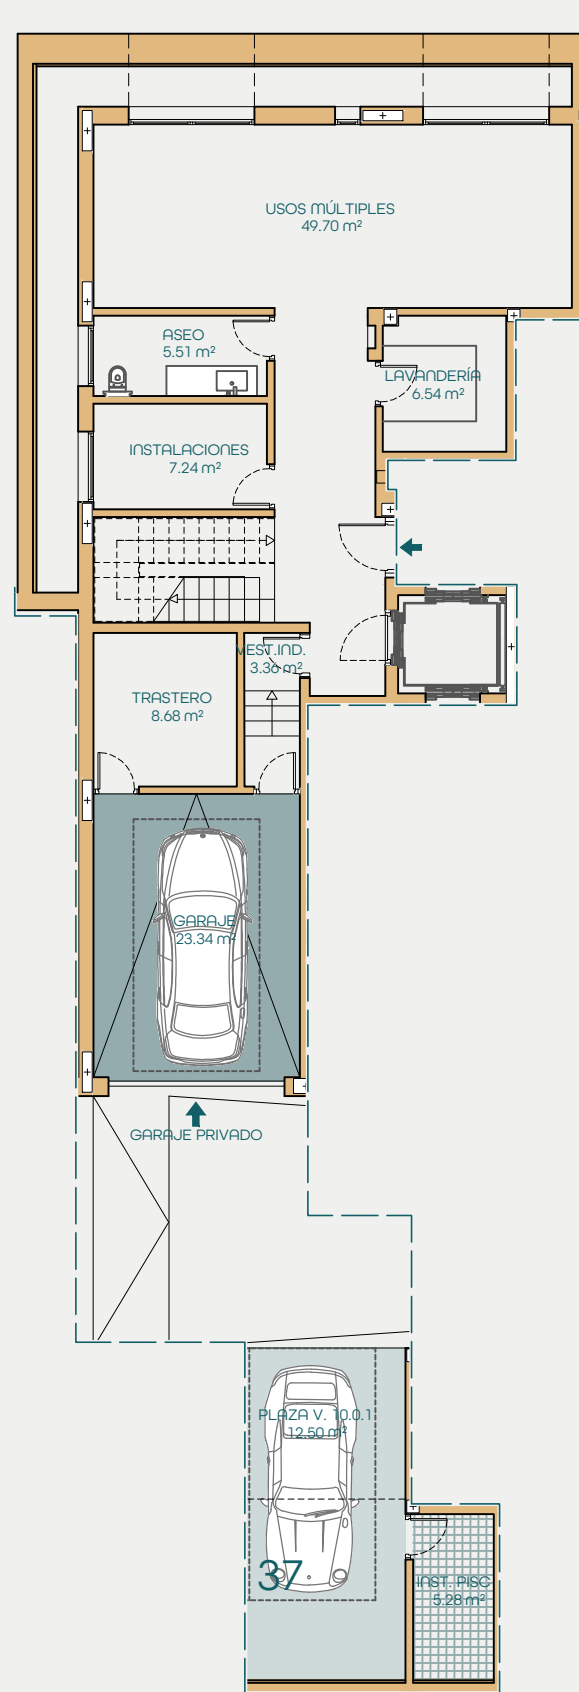 USOS MÚLTIPLES
49.70 m²
ASEO
5.51 m²
LAVANDERÍA
6.54 m²
INSTALACIONES
7.24 m²
VEST.IND.
3.36 m²
TRASTERO
8.68 m²
GARAJE
23.34 m²
GARAJE PRIVADO
PLAZA V. 10.0.1
12.50 m²
37
INST. PISC
5.28 m²